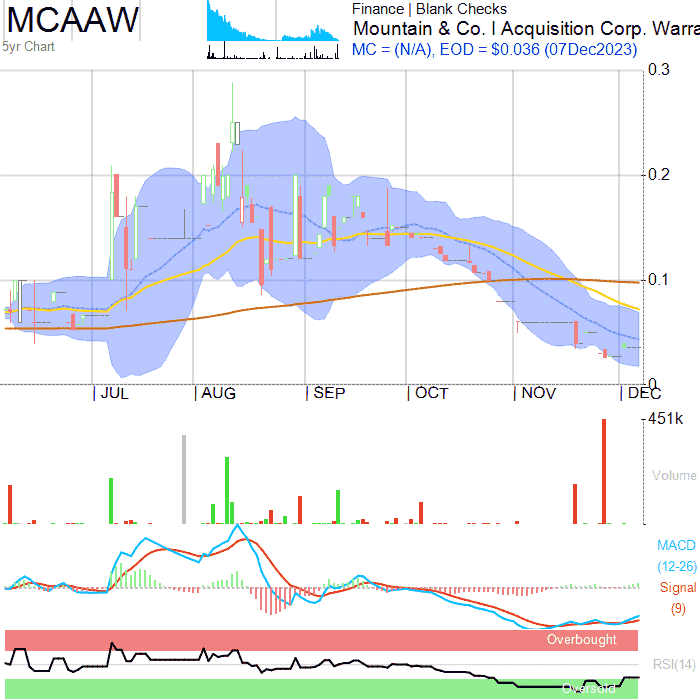 MCAAW
5yr Chart
Finance | Blank Checks
Mountain & Co. I Acquisition Corp. Warra
MC = (N/A), EOD = $0.036 (07Dec2023)
0.3
0.2
0.1
0
JUL AUG SEP OCT NOV DEC
451k
Volume
MACD
(12-26)
Signal
(9)
Overbought
RSI(14)
Oversold